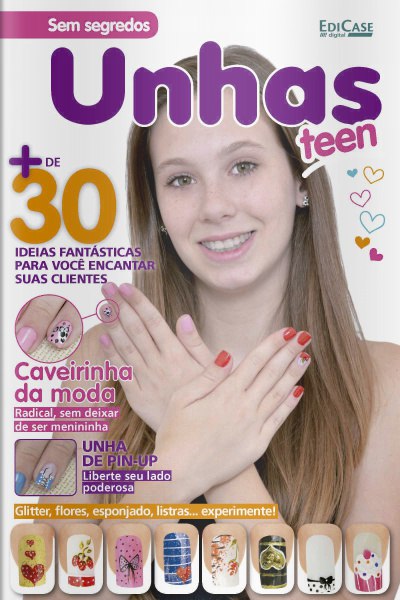 Sem segredos
EDICASE
digital
Unhas
teen
+ DE
30
IDEIAS FANTÁSTICAS
PARA VOCÊ ENCANTAR
SUAS CLIENTES
Caveirinha
da moda
Radical, sem deixar
de ser menininha
UNHA
DE PIN-UP
Liberte seu lado
poderosa
Glitter, flores, esponjado, listras... experimente!